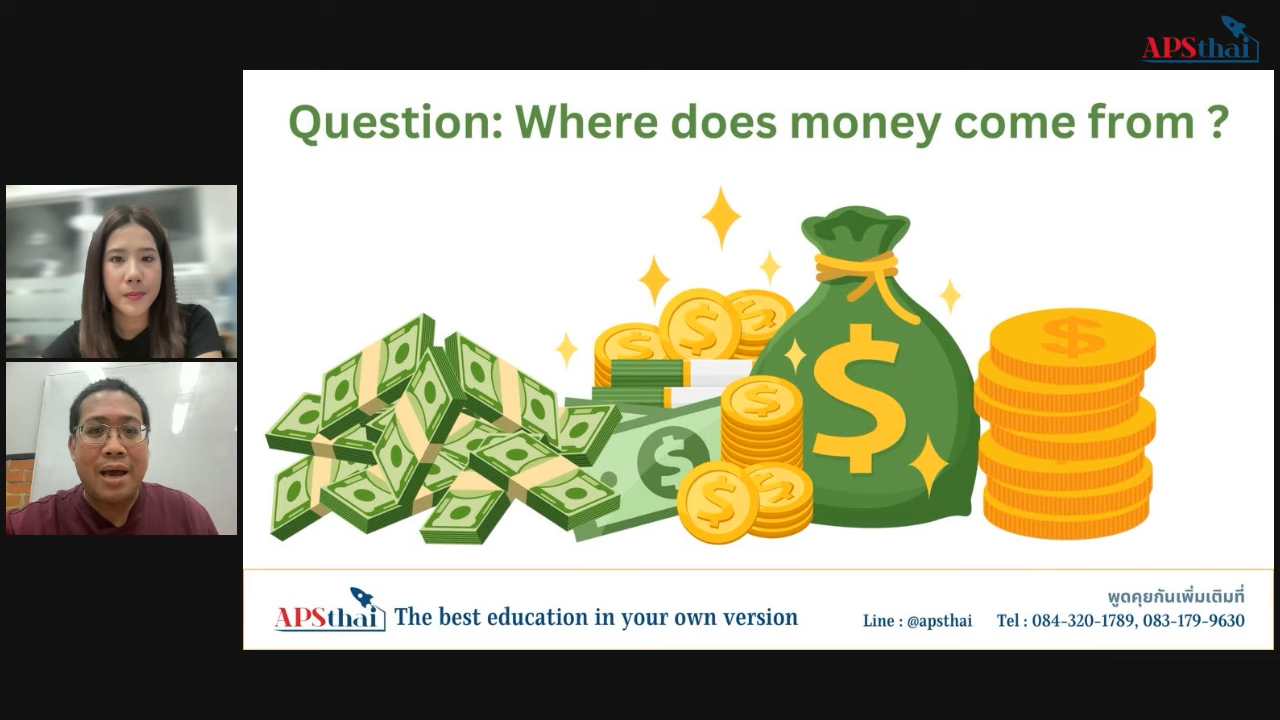 APSthai
Question: Where does money come from ?
$
$
$
$
$
$
$
$
$
APSthai The best education in your own version
พูดคุยกันเพิ่มเติมที่
Line : @apsthai Tel : 084-320-1789, 083-179-9630